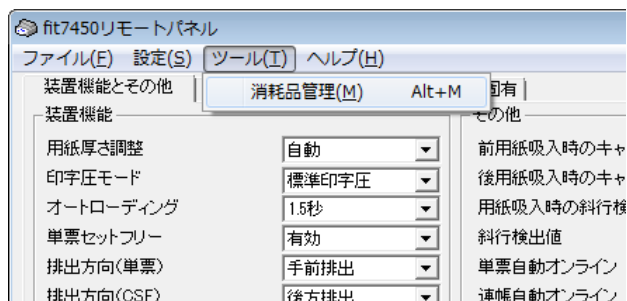 fit7450リモートパネル
ファイル(F) 設定(S) ツール(T) ヘルプ(H)
消耗品管理(M) Alt+M
装置機能とその他
固有
装置機能
用紙厚さ調整 自動
印字圧モード 標準印字圧
オートローディング 1.5秒
単票セットフリー 有効
排出方向(単票) 手前排出
排出方向(CSF) 後方排出
その他
前用紙吸入時のキャ
後用紙吸入時のキャ
用紙吸入時の斜行検
斜行検出値
単票自動オンライン
連帳自動オンライン